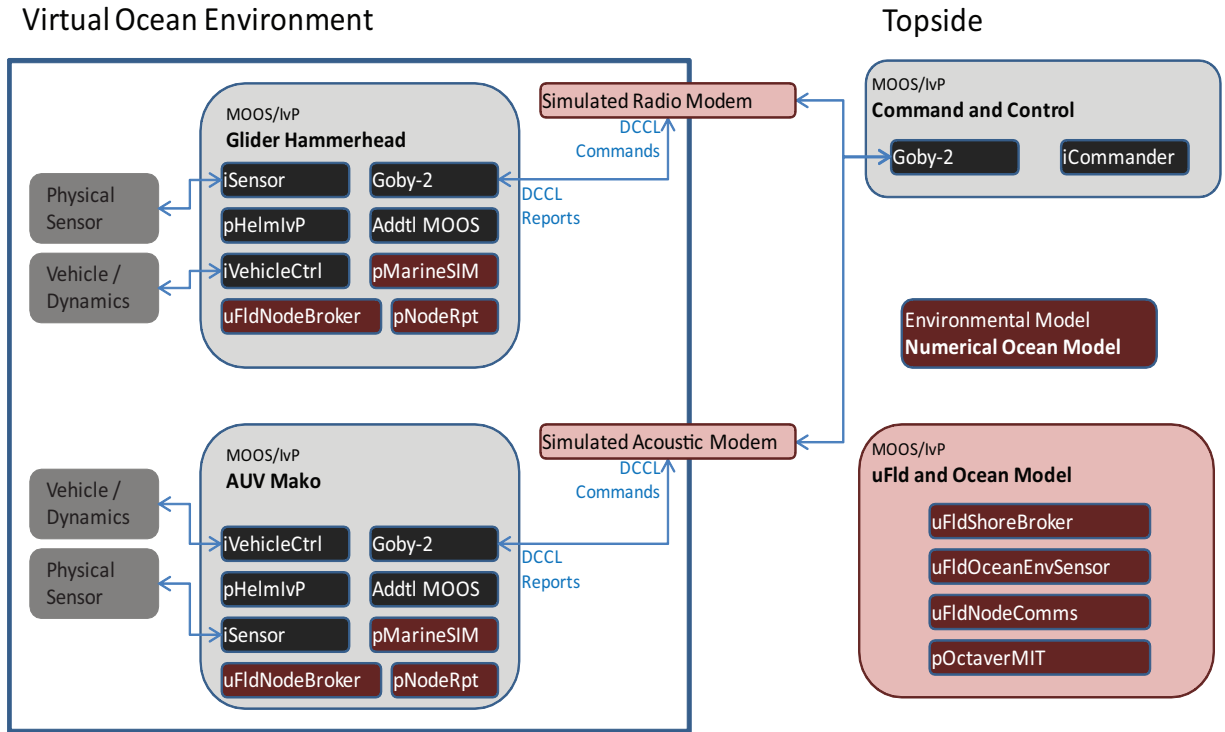 Virtual Ocean Environment
Topside
MOOS/IvP
Glider Hammerhead
iSensor
Goby-2
pHelmIvP
Addtl MOOS
iVehicleCtrl
pMarineSIM
uFldNodeBroker
pNodeRpt
Physical
Sensor
Vehicle /
Dynamics
Simulated Radio Modem
DCCL
Commands
DCCL
Reports
MOOS/IvP
Command and Control
Goby-2
iCommander
Environmental Model
Numerical Ocean Model
MOOS/IvP
AUV Mako
iVehicleCtrl
Goby-2
pHelmIvP
Addtl MOOS
iSensor
pMarineSIM
uFldNodeBroker
pNodeRpt
Vehicle /
Dynamics
Physical
Sensor
Simulated Acoustic Modem
DCCL
Commands
DCCL
Reports
MOOS/IvP
uFld and Ocean Model
uFldShoreBroker
uFldOceanEnvSensor
uFldNodeComms
pOctaverMIT